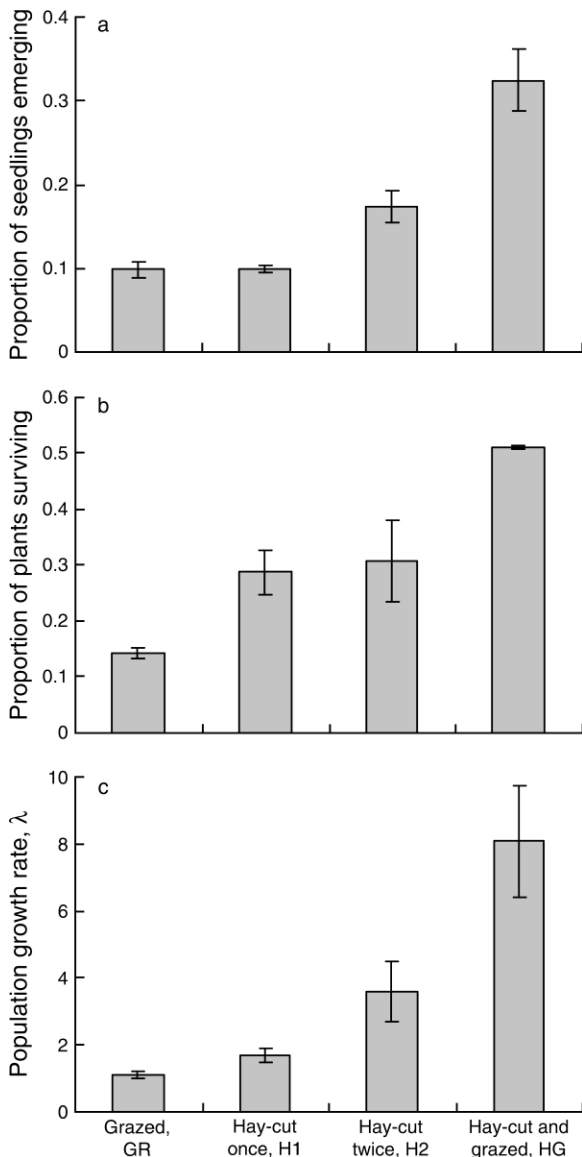 a
Proportion of seedlings emerging
0.4
0.3
0.2
0.1
0
b
Proportion of plants surviving
0.6
0.5
0.4
0.3
0.2
0.1
0
c
Population growth rate, λ
10
8
6
4
2
0
Grazed,
GR
Hay-cut
once, H1
Hay-cut
twice, H2
Hay-cut and
grazed, HG